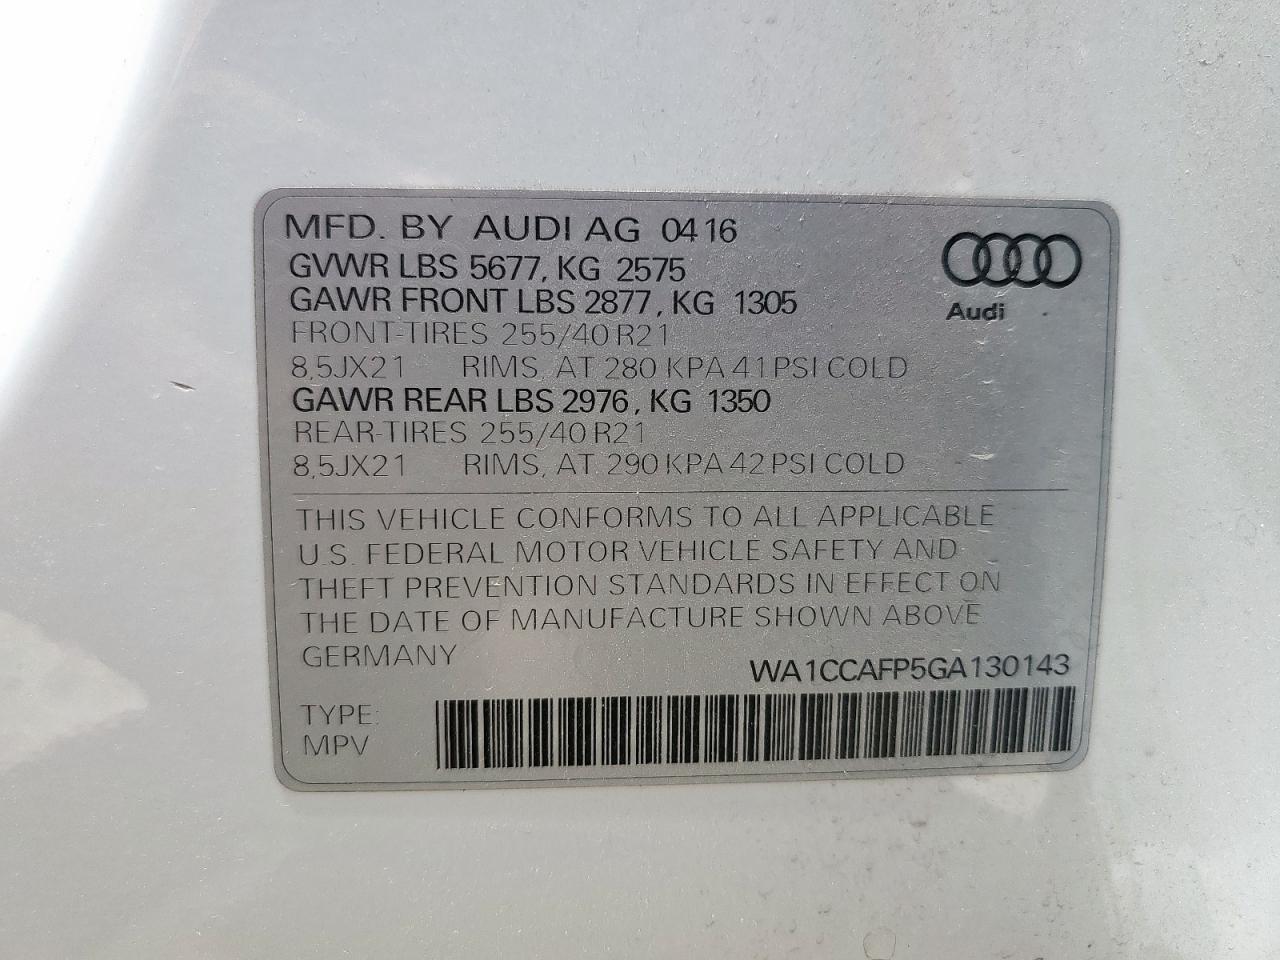 MFD. BY AUDI AG 0416
GVWR LBS 5677, KG 2575
GAWR FRONT LBS 2877, KG 1305
FRONT-TIRES 255/40 R21
8,5JX21 RIMS, AT 280 KPA 41 PSI COLD
GAWR REAR LBS 2976, KG 1350
REAR-TIRES 255/40 R21
8,5JX21 RIMS, AT 290 KPA 42 PSI COLD
Audi
THIS VEHICLE CONFORMS TO ALL APPLICABLE
U.S. FEDERAL MOTOR VEHICLE SAFETY AND
THEFT PREVENTION STANDARDS IN EFFECT ON
THE DATE OF MANUFACTURE SHOWN ABOVE
GERMANY
WA1CCAFP5GA130143
TYPE:
MPV